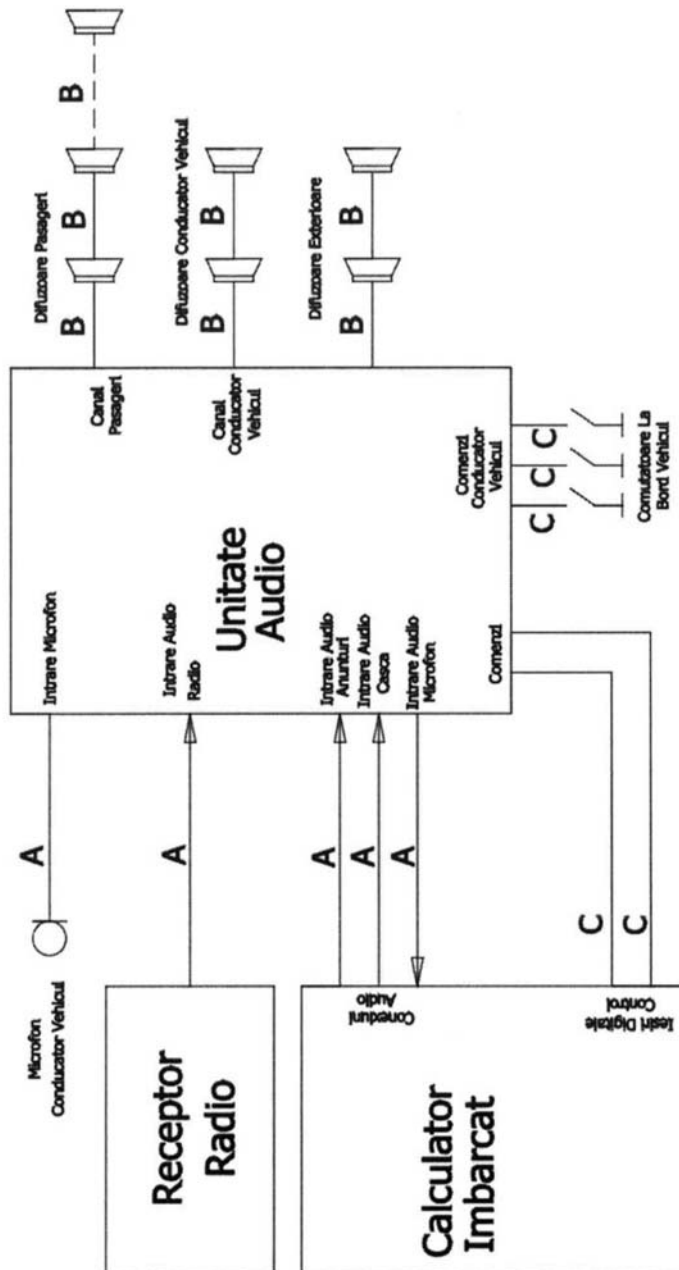 Microfon
Conducator Vehicul
A
Intrare Microfon
Receptor
Radio
A
Intrare Audio
Radio
Calculator
Imbarcat
Conexiuni
Audio
Iesiri Digitale
Control
A
A
A
C
C
Unitate
Audio
Intrare Audio
Anunturi
Intrare Audio
Casca
Intrare Audio
Microfon
Comenzi
Comenzi
Conducator
Vehicul
C
C
C
Comutatoare La
Bord Vehicul
Canal
Pasageri
Canal
Conducator
Vehicul
Difuzoare Pasageri
B
B
B
Difuzoare Conducator Vehicul
B
B
Difuzoare Exterioare
B
B